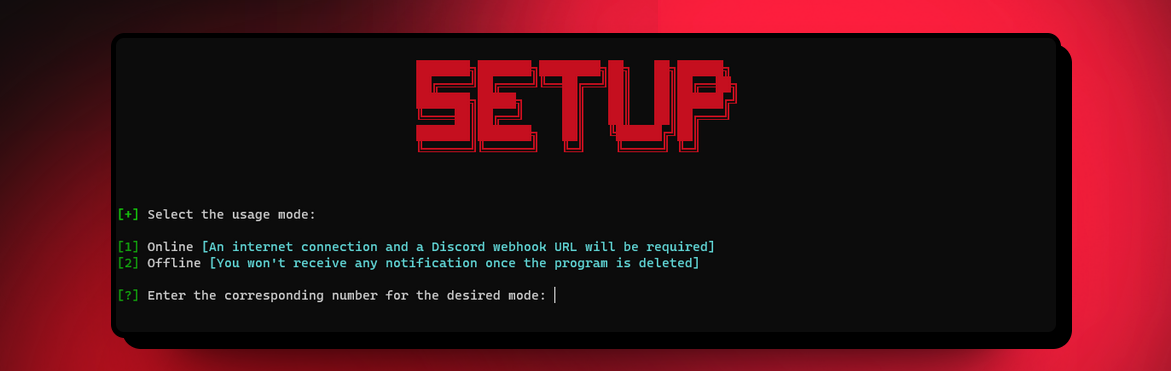 SETUP
[+] Select the usage mode:
[1] Online [An internet connection and a Discord webhook URL will be required]
[2] Offline [You won't receive any notification once the program is deleted]
[?] Enter the corresponding number for the desired mode: